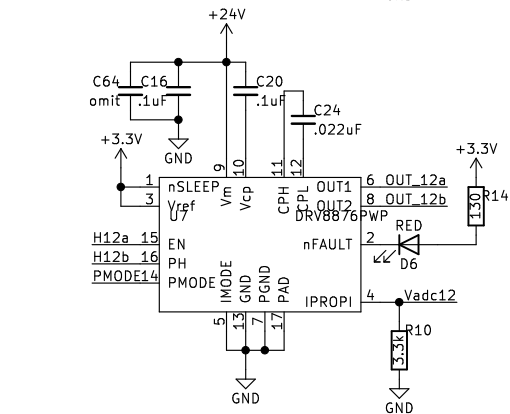 +24V
C64
C16
C20
omit
.1uF
.1uF
C24
.022uF
+3.3V
GND
+3.3V
9
10
11
12
1
nSLEEP
Vm
Vcp
CPH
CPL
OUT1
6
OUT_12a
3
Vref
OUT2
8
OUT_12b
130
R14
U7
DRV8876PWP
RED
H12a
15
EN
nFAULT
2
H12b
16
PH
D6
PMODE
14
PMODE
IMODE
GND
PGND
PAD
IPROPI
4
Vadc12
5
13
7
17
3.3k
R10
GND
GND